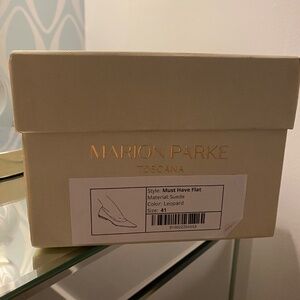 MARION PARKE
TOSCANA
Style: Must Have Flat
Material: Suede
Color: Leopard
Size: 41